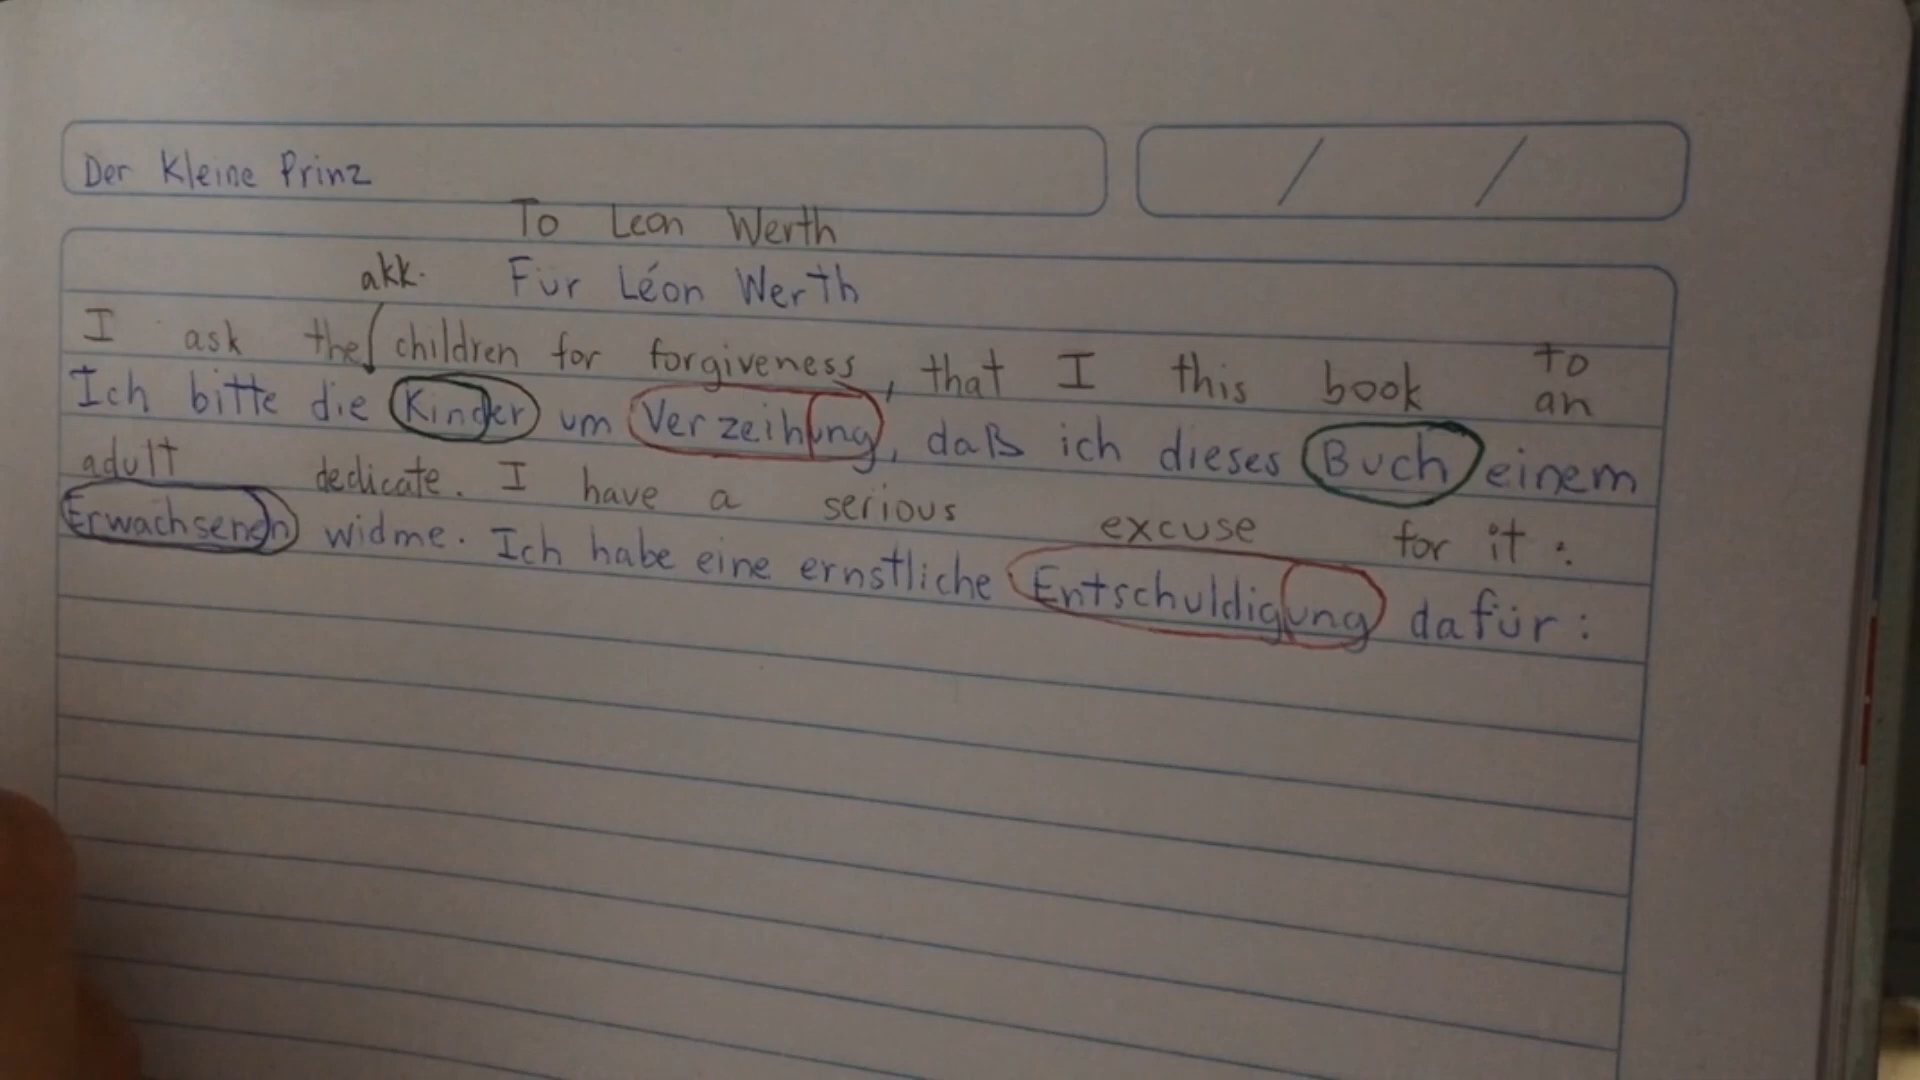 Der Kleine Prinz
/ /
To Leon Werth
akk. Für Léon Werth
I ask the children for forgiveness, that I this book to an
Ich bitte die Kinder um Verzeihung, daß ich dieses Buch einem
adult dedicate. I have a serious excuse for it:
Erwachsenen widme. Ich habe eine ernstliche Entschuldigung dafür: